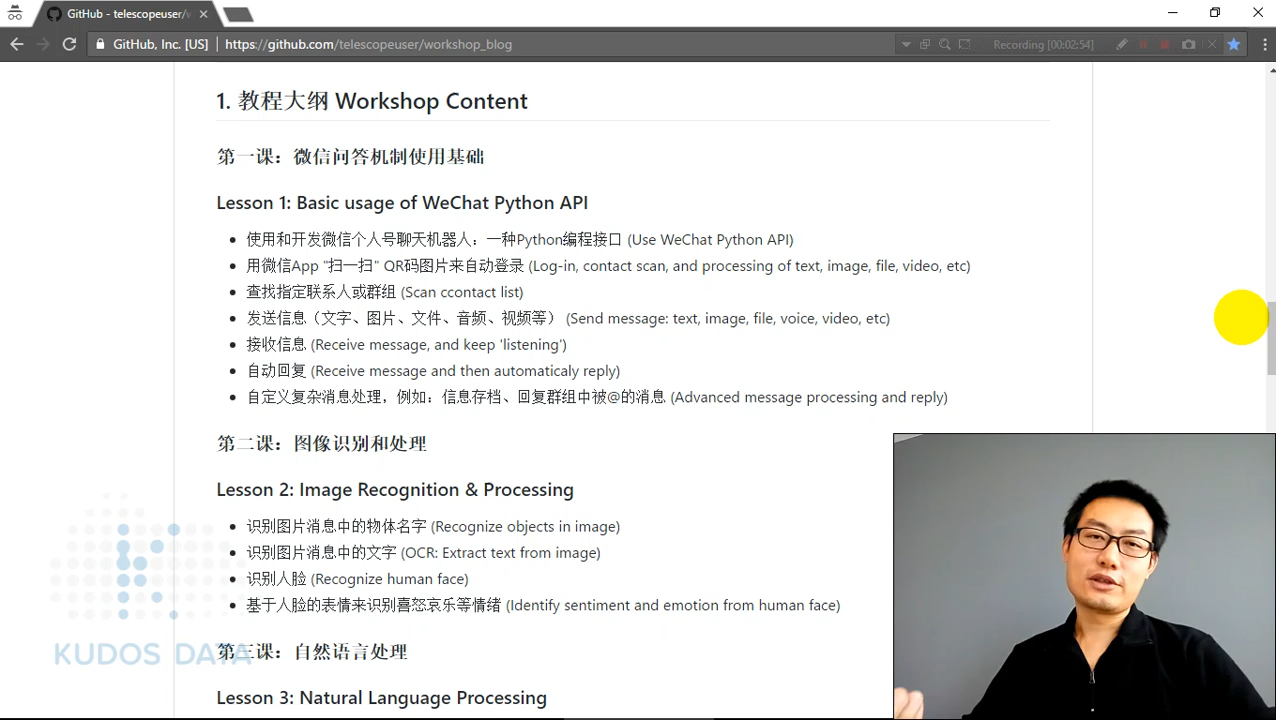 GitHub - telescopeuser/v
GitHub, Inc. [US] https://github.com/telescopeuser/workshop_blog
Recording [00:02:54]
1. 教程大纲 Workshop Content
第一课：微信问答机制使用基础
Lesson 1: Basic usage of WeChat Python API
使用和开发微信个人号聊天机器人：一种Python编程接口 (Use WeChat Python API)
用微信App "扫一扫" QR码图片来自动登录 (Log-in, contact scan, and processing of text, image, file, video, etc)
查找指定联系人或群组 (Scan ccontact list)
发送信息（文字、图片、文件、音频、视频等） (Send message: text, image, file, voice, video, etc)
接收信息 (Receive message, and keep 'listening')
自动回复 (Receive message and then automaticaly reply)
自定义复杂消息处理，例如：信息存档、回复群组中被@的消息 (Advanced message processing and reply)
第二课：图像识别和处理
Lesson 2: Image Recognition & Processing
识别图片消息中的物体名字 (Recognize objects in image)
识别图片消息中的文字 (OCR: Extract text from image)
识别人脸 (Recognize human face)
基于人脸的表情来识别喜怒哀乐等情绪 (Identify sentiment and emotion from human face)
KUDOS DATA
第三课：自然语言处理
Lesson 3: Natural Language Processing